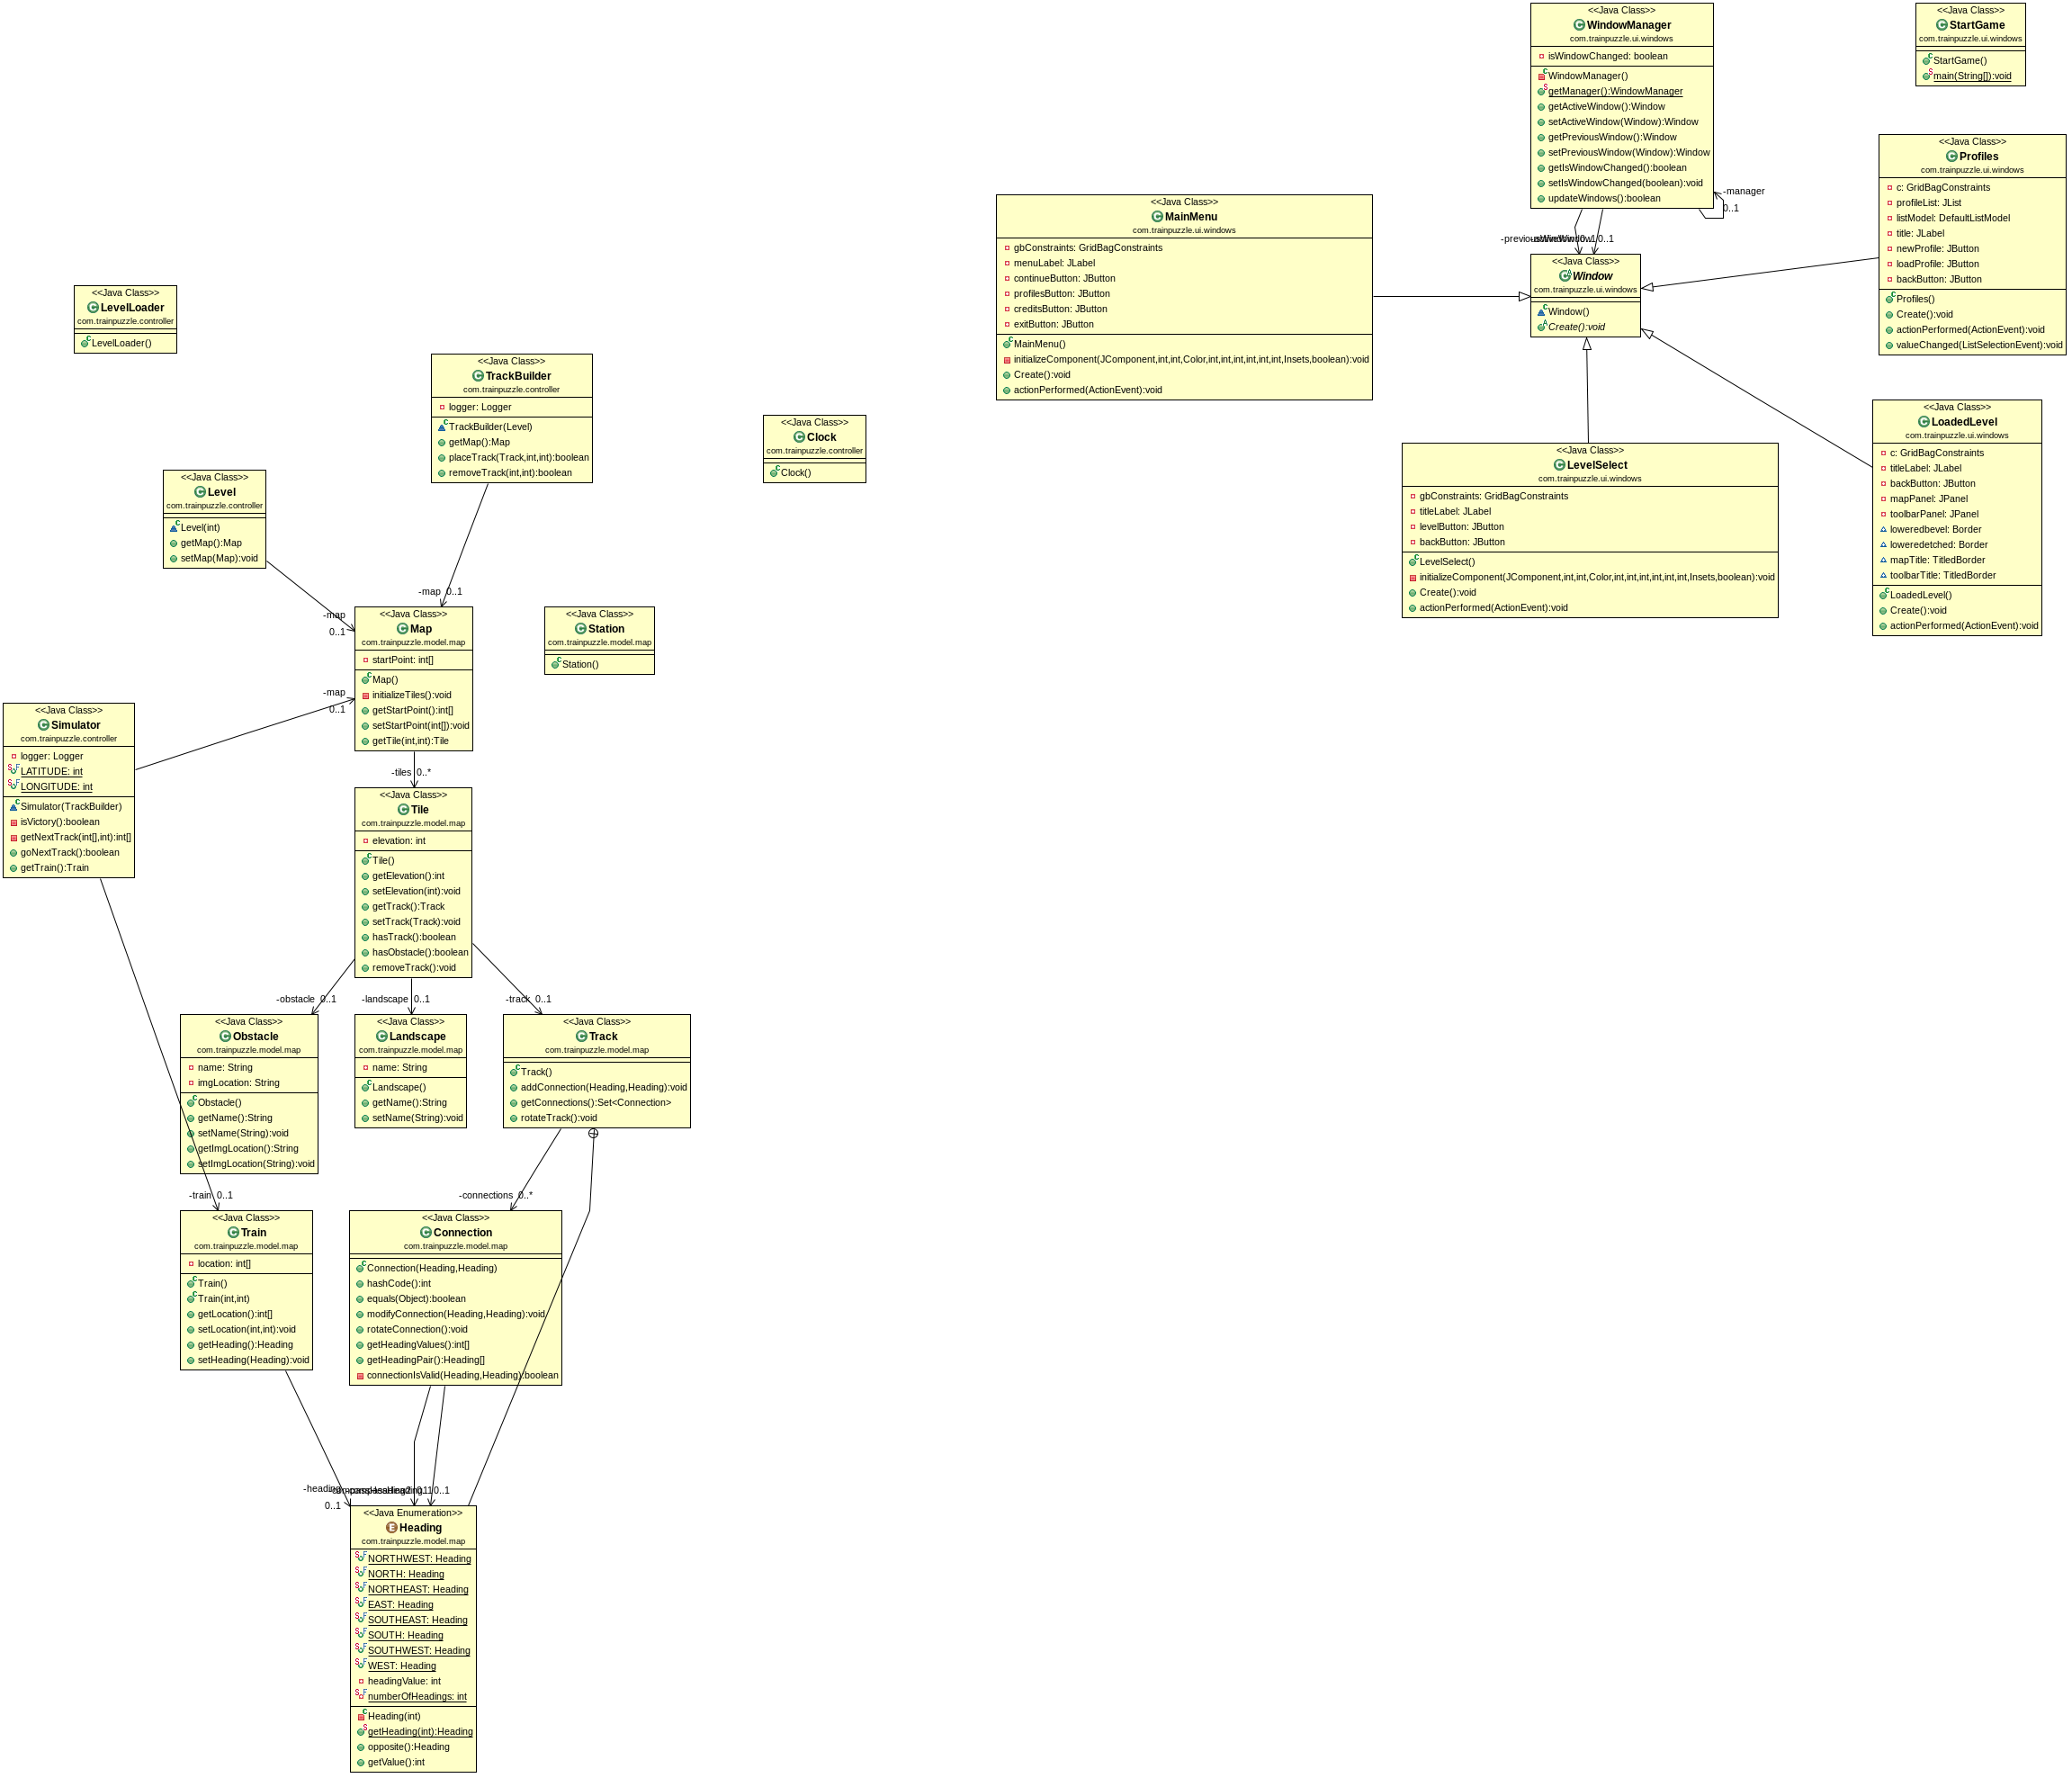 <<Java Class>>
WindowManager
com.trainpuzzle.ui.windows
isWindowChanged: boolean
WindowManager()
getManager():WindowManager
getActiveWindow():Window
setActiveWindow(Window):Window
getPreviousWindow():Window
setPreviousWindow(Window):Window
getIsWindowChanged():boolean
setIsWindowChanged(boolean):void
updateWindows():boolean
-manager
0..1
0..1
<<Java Class>>
StartGame
com.trainpuzzle.ui.windows
StartGame()
main(String[]):void
<<Java Class>>
Profiles
com.trainpuzzle.ui.windows
c: GridBagConstraints
profileList: JList
listModel: DefaultListModel
title: JLabel
newProfile: JButton
loadProfile: JButton
backButton: JButton
Profiles()
Create():void
actionPerformed(ActionEvent):void
valueChanged(ListSelectionEvent):void
<<Java Class>>
MainMenu
com.trainpuzzle.ui.windows
gbConstraints: GridBagConstraints
menuLabel: JLabel
continueButton: JButton
profilesButton: JButton
creditsButton: JButton
exitButton: JButton
MainMenu()
initializeComponent(JComponent,int,int,Color,int,int,int,int,int,int,Insets,boolean):void
Create():void
actionPerformed(ActionEvent):void
<<Java Class>>
Window
com.trainpuzzle.ui.windows
Window()
Create():void
<<Java Class>>
LevelLoader
com.trainpuzzle.controller
LevelLoader()
<<Java Class>>
TrackBuilder
com.trainpuzzle.controller
logger: Logger
TrackBuilder(Level)
getMap():Map
placeTrack(Track,int,int):boolean
removeTrack(int,int):boolean
-map 0..1
<<Java Class>>
Clock
com.trainpuzzle.controller
Clock()
<<Java Class>>
LoadedLevel
com.trainpuzzle.ui.windows
c: GridBagConstraints
titleLabel: JLabel
backButton: JButton
mapPanel: JPanel
toolbarPanel: JPanel
loweredbevel: Border
loweredetched: Border
mapTitle: TitledBorder
toolbarTitle: TitledBorder
LoadedLevel()
Create():void
actionPerformed(ActionEvent):void
<<Java Class>>
LevelSelect
com.trainpuzzle.ui.windows
gbConstraints: GridBagConstraints
titleLabel: JLabel
levelButton: JButton
backButton: JButton
LevelSelect()
initializeComponent(JComponent,int,int,Color,int,int,int,int,int,int,Insets,boolean):void
Create():void
actionPerformed(ActionEvent):void
<<Java Class>>
Level
com.trainpuzzle.controller
Level(int)
getMap():Map
setMap(Map):void
-map
0..1
<<Java Class>>
Map
com.trainpuzzle.model.map
startPoint: int[]
Map()
initializeTiles():void
getStartPoint():int[]
setStartPoint(int[]):void
getTile(int,int):Tile
<<Java Class>>
Station
com.trainpuzzle.model.map
Station()
-map
0..1
<<Java Class>>
Simulator
com.trainpuzzle.controller
logger: Logger
LATITUDE: int
LONGITUDE: int
Simulator(TrackBuilder)
isVictory():boolean
getNextTrack(int[],int):int[]
goNextTrack():boolean
getTrain():Train
-tiles 0..*
<<Java Class>>
Tile
com.trainpuzzle.model.map
elevation: int
Tile()
getElevation():int
setElevation(int):void
getTrack():Track
setTrack(Track):void
hasTrack():boolean
hasObstacle():boolean
removeTrack():void
-obstacle 0..1
-landscape 0..1
-track 0..1
<<Java Class>>
Obstacle
com.trainpuzzle.model.map
name: String
imgLocation: String
Obstacle()
getName():String
setName(String):void
getImgLocation():String
setImgLocation(String):void
<<Java Class>>
Landscape
com.trainpuzzle.model.map
name: String
Landscape()
getName():String
setName(String):void
<<Java Class>>
Track
com.trainpuzzle.model.map
Track()
addConnection(Heading,Heading):void
getConnections():Set<Connection>
rotateTrack():void
-train 0..1
-connections 0..*
<<Java Class>>
Train
com.trainpuzzle.model.map
location: int[]
Train()
Train(int,int)
getLocation():int[]
setLocation(int,int):void
getHeading():Heading
setHeading(Heading):void
<<Java Class>>
Connection
com.trainpuzzle.model.map
Connection(Heading,Heading)
hashCode():int
equals(Object):boolean
modifyConnection(Heading,Heading):void
rotateConnection():void
getHeadingValues():int[]
getHeadingPair():Heading[]
connectionIsValid(Heading,Heading):boolean
-heading
0..1
0..1
<<Java Enumeration>>
Heading
com.trainpuzzle.model.map
NORTHWEST: Heading
NORTH: Heading
NORTHEAST: Heading
EAST: Heading
SOUTHEAST: Heading
SOUTH: Heading
SOUTHWEST: Heading
WEST: Heading
headingValue: int
numberOfHeadings: int
Heading(int)
getHeading(int):Heading
opposite():Heading
getValue():int